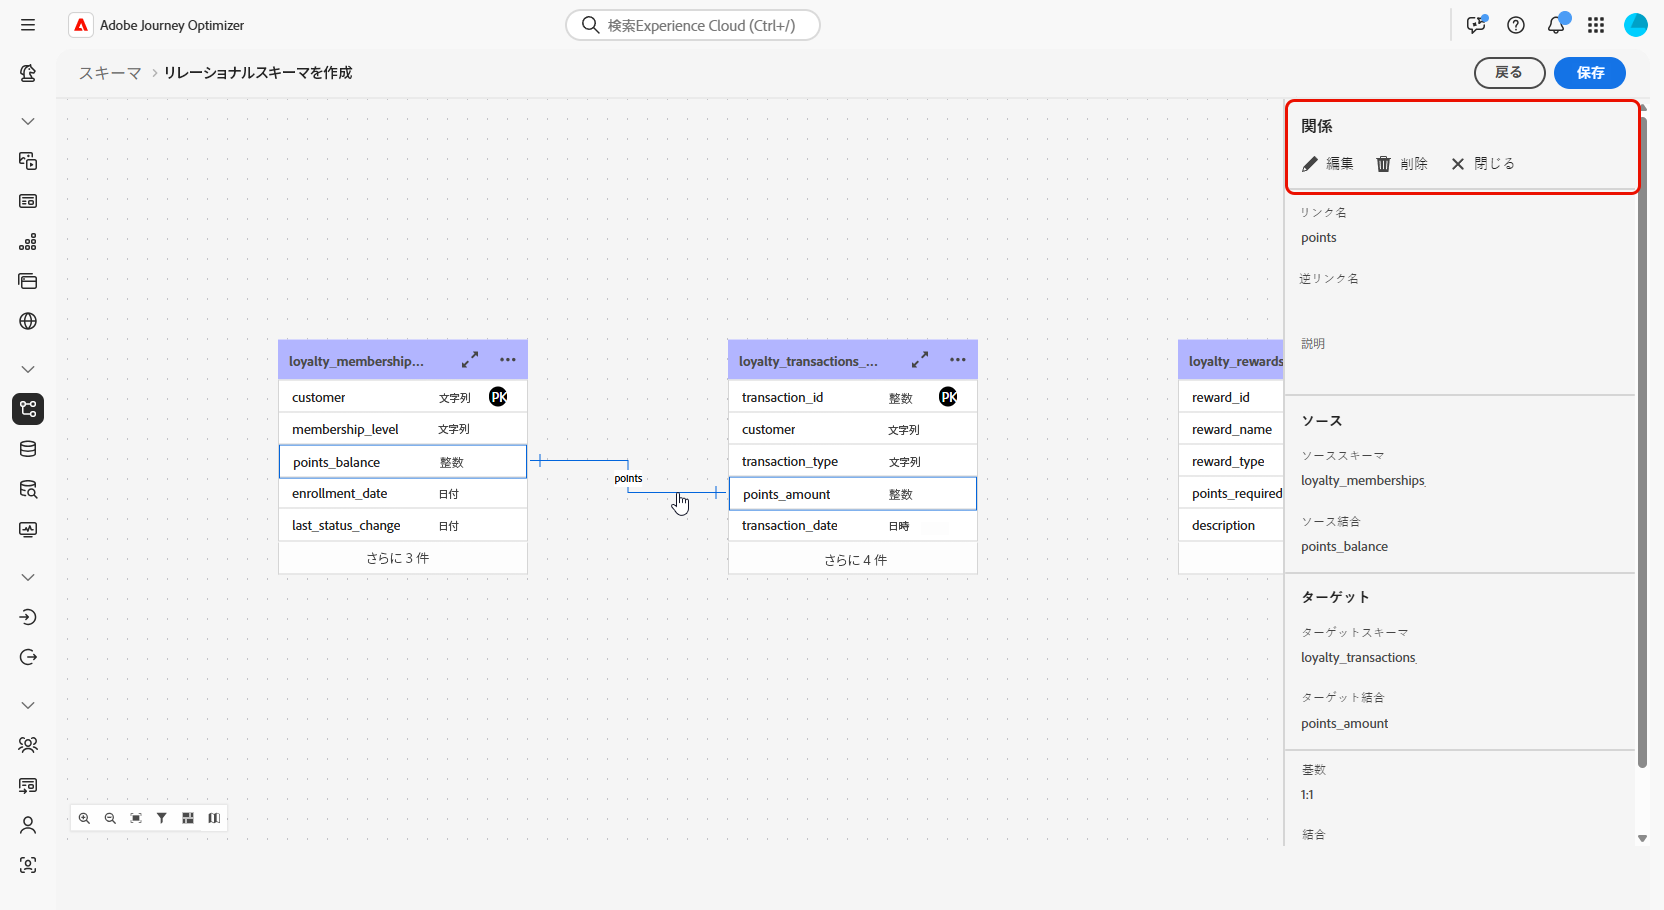 Adobe Journey Optimizer
検索Experience Cloud (Ctrl+/)
スキーマ > リレーショナルスキーマを作成
戻る
保存
関係
編集 削除 閉じる
リンク名
points
逆リンク名
説明
ソース
ソーススキーマ
loyalty_memberships
ソース結合
points_balance
ターゲット
ターゲットスキーマ
loyalty_transactions
ターゲット結合
points_amount
基数
1:1
結合
loyalty_membership...
customer 文字列 PK
membership_level 文字列
points_balance 整数
enrollment_date 日付
last_status_change 日付
さらに 3 件
points
loyalty_transactions_...
transaction_id 整数 PK
customer 文字列
transaction_type 文字列
points_amount 整数
transaction_date 日時
さらに 4 件
loyalty_rewards
reward_id
reward_name
reward_type
points_required
description